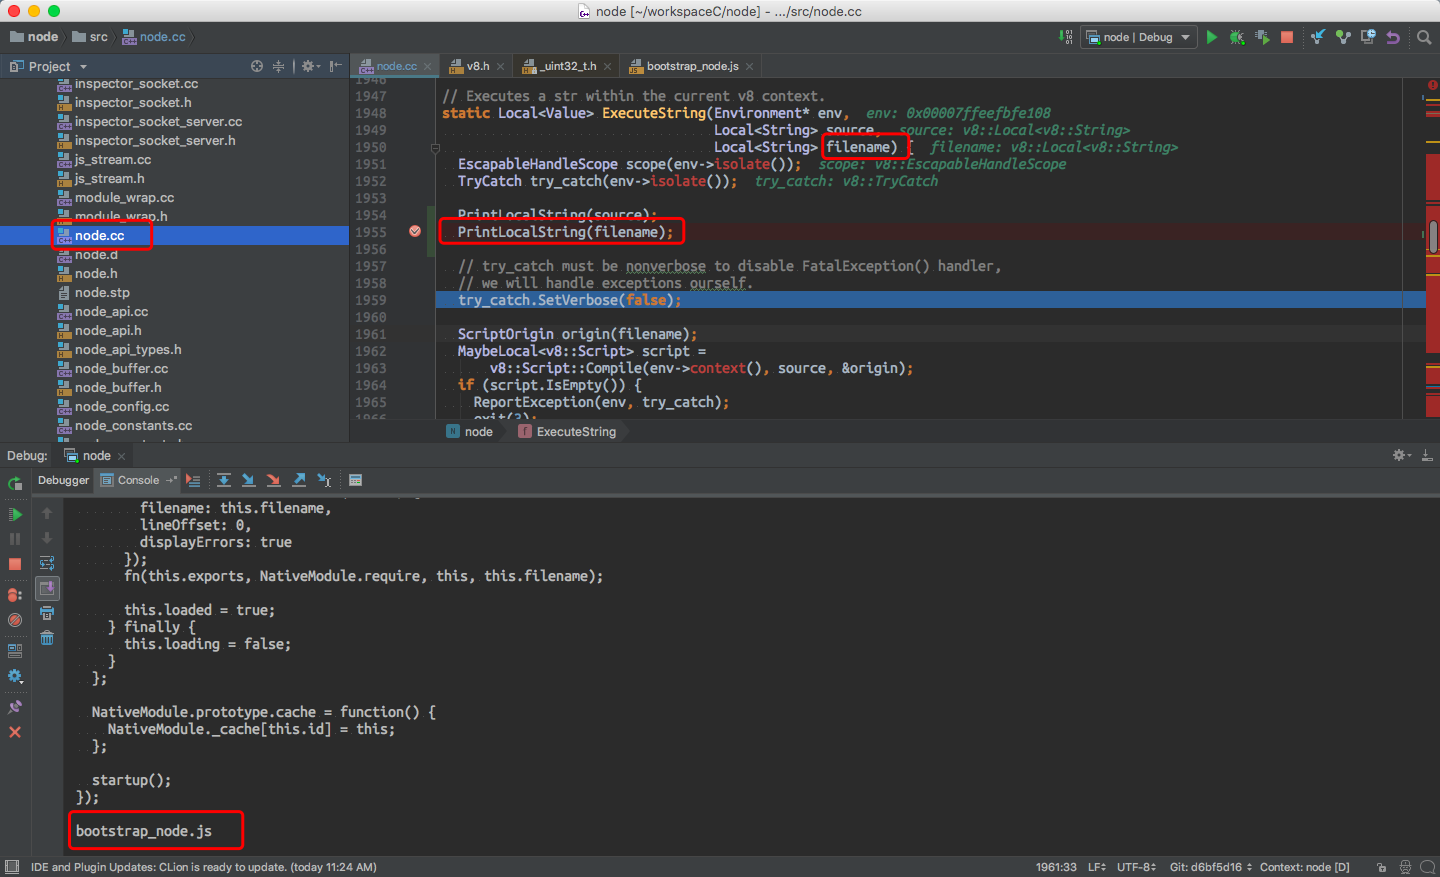 node [~/workspaceC/node] - .../src/node.cc
node src node.cc
node | Debug
Project
node.cc v8.h _uint32_t.h bootstrap_node.js
inspector_socket.cc
inspector_socket.h
inspector_socket_server.cc
inspector_socket_server.h
js_stream.cc
js_stream.h
module_wrap.cc
module_wrap.h
node.cc
node.d
node.h
node.stp
node_api.cc
node_api.h
node_api_types.h
node_buffer.cc
node_buffer.h
node_config.cc
node_constants.cc
1946
1947 // Executes a str within the current v8 context.
1948 static Local<Value> ExecuteString(Environment* env, env: 0x00007ffeefbfe108
1949 Local<String> source, source: v8::Local<v8::String>
1950 Local<String> filename) { filename: v8::Local<v8::String>
1951 EscapableHandleScope scope(env->isolate()); scope: v8::EscapableHandleScope
1952 TryCatch try_catch(env->isolate()); try_catch: v8::TryCatch
1953
1954 PrintLocalString(source);
1955 PrintLocalString(filename);
1956
1957 // try_catch must be nonverbose to disable FatalException() handler,
1958 // we will handle exceptions ourself.
1959 try_catch.SetVerbose(false);
1960
1961 ScriptOrigin origin(filename);
1962 MaybeLocal<v8::Script> script =
1963 v8::Script::Compile(env->context(), source, &origin);
1964 if (script.IsEmpty()) {
1965 ReportException(env, try_catch);
1966 exit(3);
N node f ExecuteString
Debug: node
Debugger Console
filename: this.filename,
lineOffset: 0,
displayErrors: true
});
fn(this.exports, NativeModule.require, this, this.filename);
this.loaded = true;
} finally {
this.loading = false;
}
};
NativeModule.prototype.cache = function() {
NativeModule._cache[this.id] = this;
};
startup();
});
bootstrap_node.js
IDE and Plugin Updates: CLion is ready to update. (today 11:24 AM) 1961:33 LF UTF-8 Git: d6bf5d16 Context: node [D]